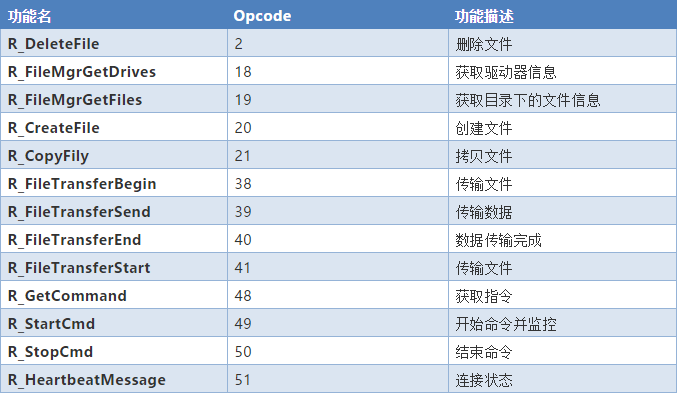 功能名 Opcode 功能描述
R_DeleteFile 2 删除文件
R_FileMgrGetDrives 18 获取驱动器信息
R_FileMgrGetFiles 19 获取目录下的文件信息
R_CreateFile 20 创建文件
R_CopyFily 21 拷贝文件
R_FileTransferBegin 38 传输文件
R_FileTransferSend 39 传输数据
R_FileTransferEnd 40 数据传输完成
R_FileTransferStart 41 传输文件
R_GetCommand 48 获取指令
R_StartCmd 49 开始命令并监控
R_StopCmd 50 结束命令
R_HeartbeatMessage 51 连接状态